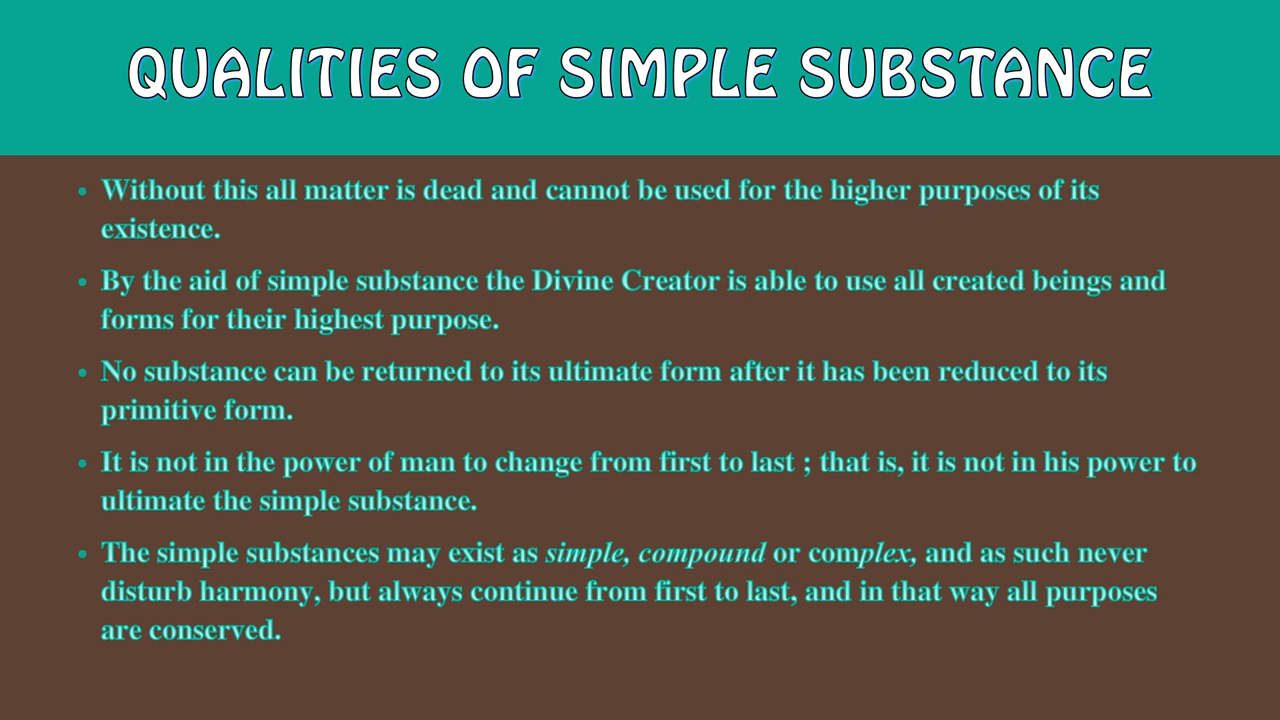 QUALITIES OF SIMPLE SUBSTANCE
• Without this all matter is dead and cannot be used for the higher purposes of its
existence.
• By the aid of simple substance the Divine Creator is able to use all created beings and
forms for their highest purpose.
• No substance can be returned to its ultimate form after it has been reduced to its
primitive form.
• It is not in the power of man to change from first to last ; that is, it is not in his power to
ultimate the simple substance.
• The simple substances may exist as simple, compound or complex, and as such never
disturb harmony, but always continue from first to last, and in that way all purposes
are conserved.